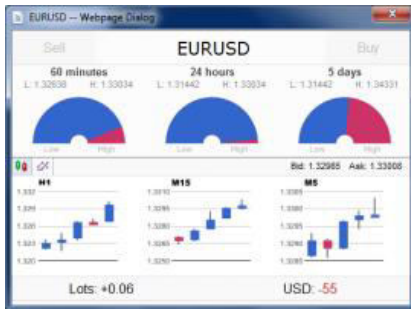 EURUSD -- Webpage Dialog
Sell EURUSD Buy
60 minutes 24 hours 5 days
L: 1.32638 H: 1.33034 L: 1.31442 H: 1.33034 L: 1.31442 H: 1.34331
Low High Low High Low High
Bid: 1.32985 Ask: 1.33006
H1 M15 M5
Lots: +0.06 USD: -55